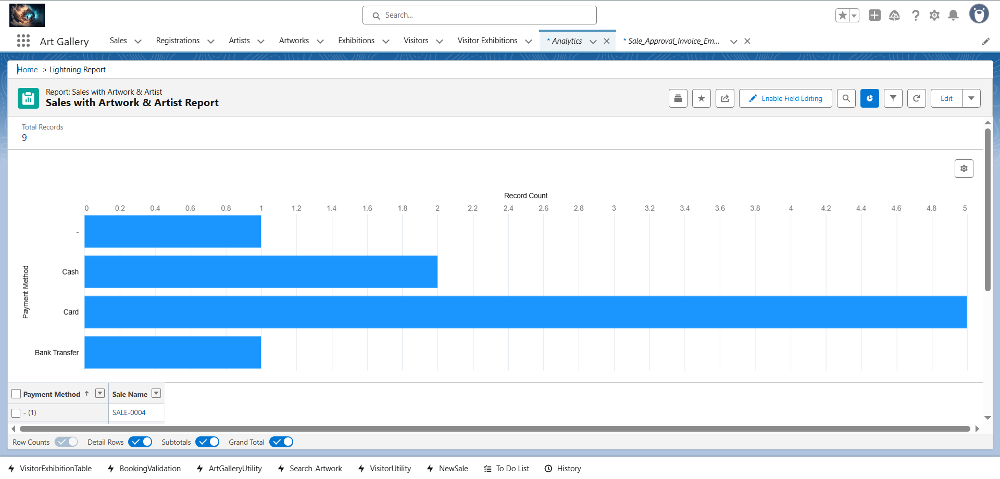 Search...
Art Gallery
Sales
Registrations
Artists
Artworks
Exhibitions
Visitors
Visitor Exhibitions
* Analytics
* Sale_Approval_Invoice_Em...
Home > Lightning Report
Report: Sales with Artwork & Artist
Sales with Artwork & Artist Report
Enable Field Editing
Edit
Total Records
9
Record Count
0 0.2 0.4 0.6 0.8 1 1.2 1.4 1.6 1.8 2 2.2 2.4 2.6 2.8 3 3.2 3.4 3.6 3.8 4 4.2 4.4 4.6 4.8 5
Payment Method
-
Cash
Card
Bank Transfer
Payment Method ↑ Sale Name
- (1) SALE-0004
Row Counts Detail Rows Subtotals Grand Total
VisitorExhibitionTable BookingValidation ArtGalleryUtility Search_Artwork VisitorUtility NewSale To Do List History